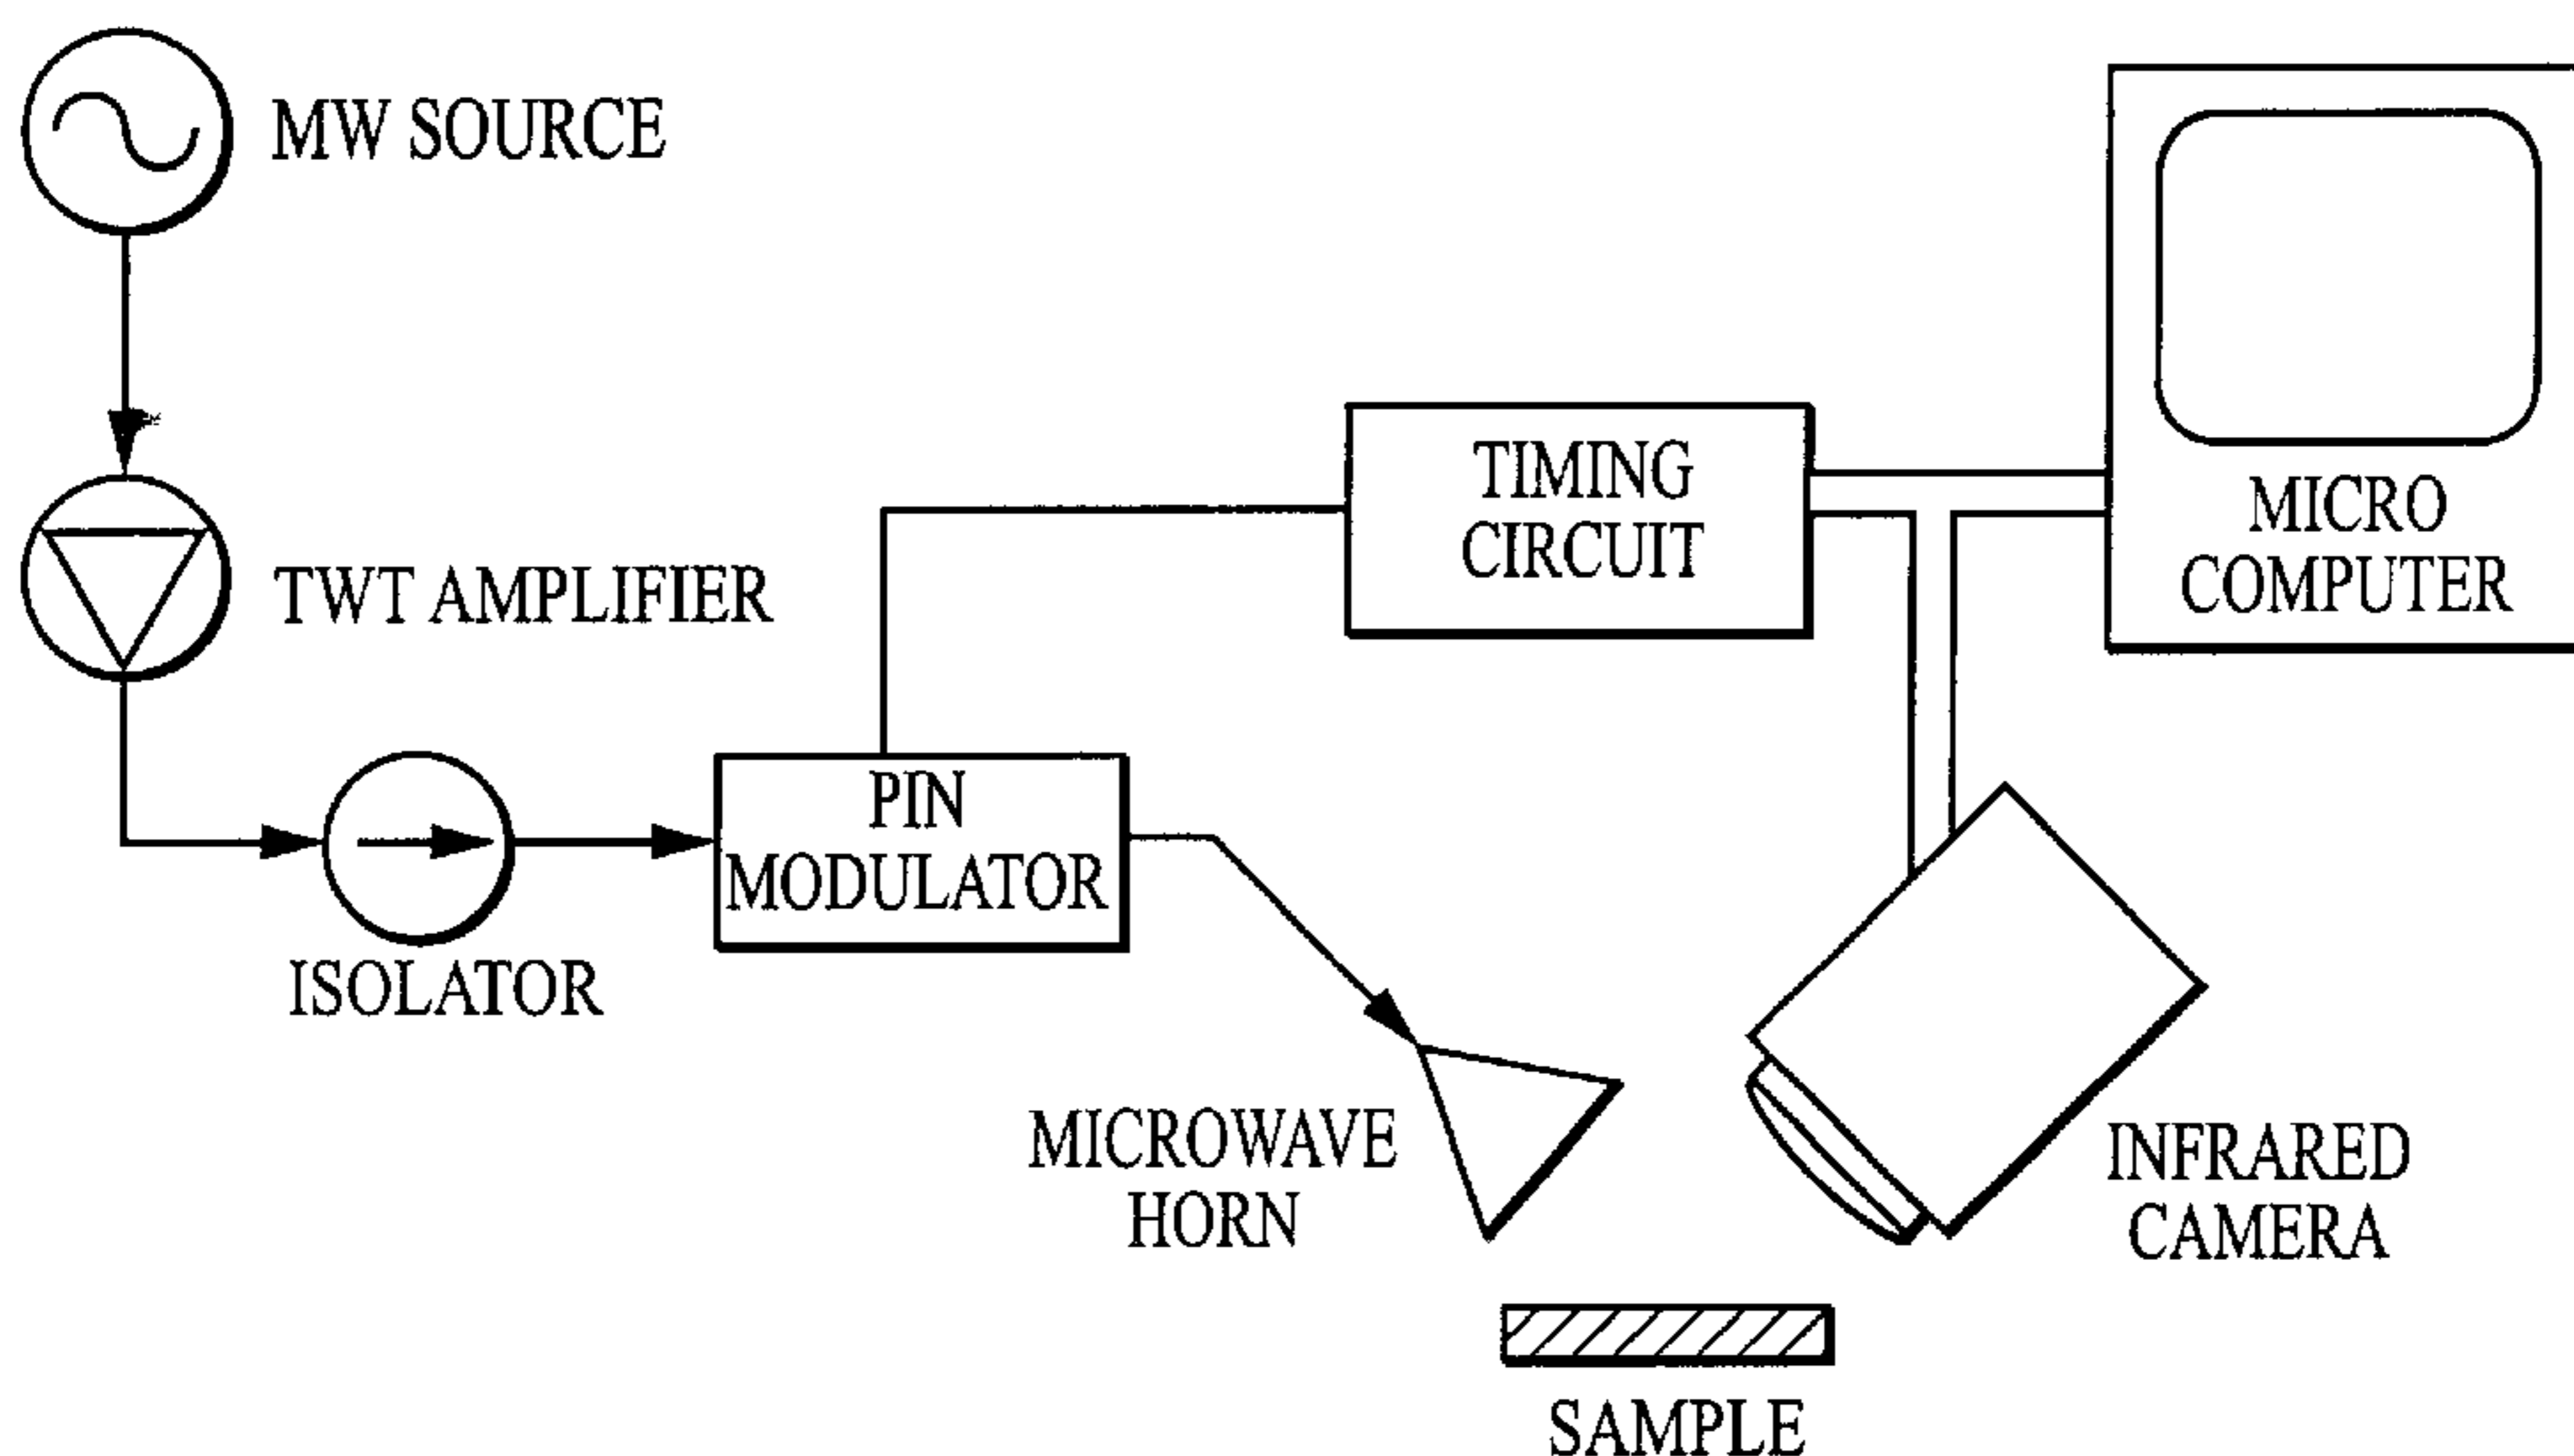 MW SOURCE
TWT AMPLIFIER
ISOLATOR
PIN
MODULATOR
TIMING
CIRCUIT
MICRO
COMPUTER
MICROWAVE
HORN
INFRARED
CAMERA
SAMPLE